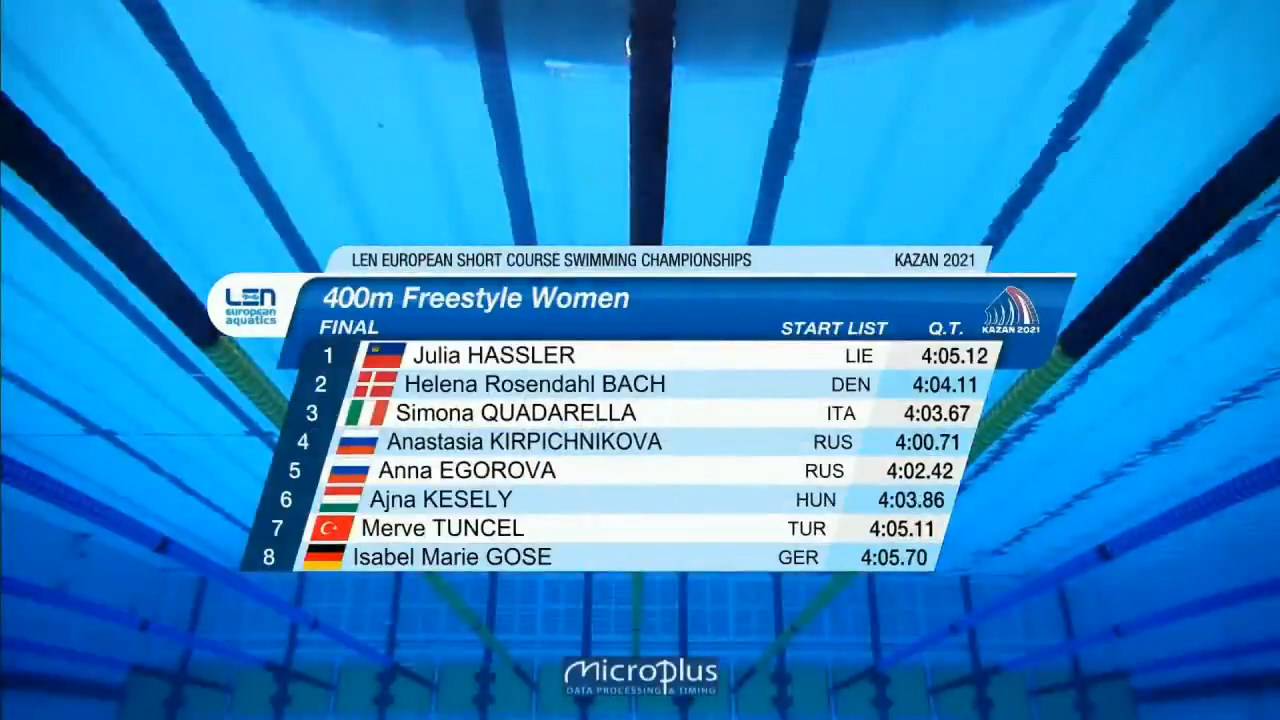 LEN EUROPEAN SHORT COURSE SWIMMING CHAMPIONSHIPS KAZAN 2021
LEN
european
aquatics
400m Freestyle Women
FINAL START LIST Q.T.
KAZAN 2021
1 Julia HASSLER LIE 4:05.12
2 Helena Rosendahl BACH DEN 4:04.11
3 Simona QUADARELLA ITA 4:03.67
4 Anastasia KIRPICHNIKOVA RUS 4:00.71
5 Anna EGOROVA RUS 4:02.42
6 Ajna KESELY HUN 4:03.86
7 Merve TUNCEL TUR 4:05.11
8 Isabel Marie GOSE GER 4:05.70
Microplus
DATA PROCESSING & TIMING